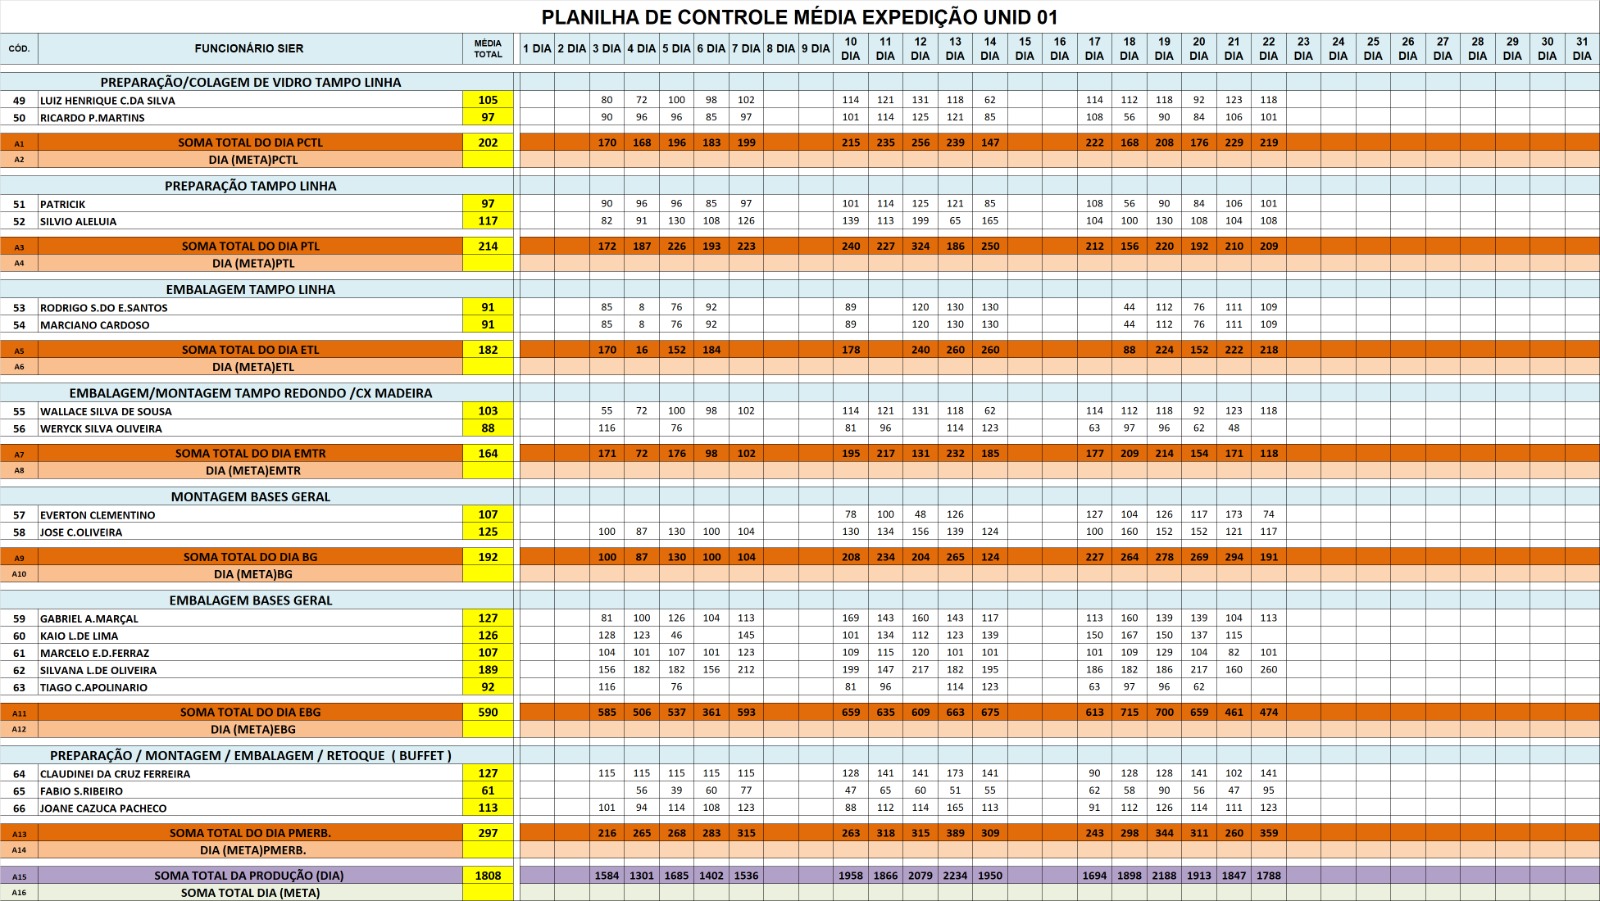 PLANILHA DE CONTROLE MÉDIA EXPEDIÇÃO UNID 01
CÓD. FUNCIONÁRIO SIER MÉDIA TOTAL 1 DIA 2 DIA 3 DIA 4 DIA 5 DIA 6 DIA 7 DIA 8 DIA 9 DIA 10 DIA 11 DIA 12 DIA 13 DIA 14 DIA 15 DIA 16 DIA 17 DIA 18 DIA 19 DIA 20 DIA 21 DIA 22 DIA 23 DIA 24 DIA 25 DIA 26 DIA 27 DIA 28 DIA 29 DIA 30 DIA 31 DIA
PREPARAÇÃO/COLAGEM DE VIDRO TAMPO LINHA
49 LUIZ HENRIQUE C.DA SILVA 105 80 72 100 98 102 114 121 131 118 62 114 112 118 92 123 118
50 RICARDO P.MARTINS 97 90 96 96 85 97 101 114 125 121 85 108 56 90 84 106 101
A1 SOMA TOTAL DO DIA PCTL 202 170 168 196 183 199 215 235 256 239 147 222 168 208 176 229 219
A2 DIA (META)PCTL
PREPARAÇÃO TAMPO LINHA
51 PATRICIK 97 90 96 96 85 97 101 114 125 121 85 108 56 90 84 106 101
52 SILVIO ALELUIA 117 82 91 130 108 126 139 113 199 65 165 104 100 130 108 104 108
A3 SOMA TOTAL DO DIA PTL 214 172 187 226 193 223 240 227 324 186 250 212 156 220 192 210 209
A4 DIA (META)PTL
EMBALAGEM TAMPO LINHA
53 RODRIGO S.DO E.SANTOS 91 85 8 76 92 89 120 130 130 44 112 76 111 109
54 MARCIANO CARDOSO 91 85 8 76 92 89 120 130 130 44 112 76 111 109
A5 SOMA TOTAL DO DIA ETL 182 170 16 152 184 178 240 260 260 88 224 152 222 218
A6 DIA (META)ETL
EMBALAGEM/MONTAGEM TAMPO REDONDO /CX MADEIRA
55 WALLACE SILVA DE SOUSA 103 55 72 100 98 102 114 121 131 118 62 114 112 118 92 123 118
56 WERYCK SILVA OLIVEIRA 88 116 76 81 96 114 123 63 97 96 62 48
A7 SOMA TOTAL DO DIA EMTR 164 171 72 176 98 102 195 217 131 232 185 177 209 214 154 171 118
A8 DIA (META)EMTR
MONTAGEM BASES GERAL
57 EVERTON CLEMENTINO 107 78 100 48 126 127 104 126 117 173 74
58 JOSE C.OLIVEIRA 125 100 87 130 100 104 130 134 156 139 124 100 160 152 152 121 117
A9 SOMA TOTAL DO DIA BG 192 100 87 130 100 104 208 234 204 265 124 227 264 278 269 294 191
A10 DIA (META)BG
EMBALAGEM BASES GERAL
59 GABRIEL A.MARÇAL 127 81 100 126 104 113 169 143 160 143 117 113 160 139 139 104 113
60 KAIO L.DE LIMA 126 128 123 46 145 101 134 112 123 139 150 167 150 137 115
61 MARCELO E.D.FERRAZ 107 104 101 107 101 123 109 115 120 101 101 101 109 129 104 82 101
62 SILVANA L.DE OLIVEIRA 189 156 182 182 156 212 199 147 217 182 195 186 182 186 217 160 260
63 TIAGO C.APOLINARIO 92 116 76 81 96 114 123 63 97 96 62
A11 SOMA TOTAL DO DIA EBG 590 585 506 537 361 593 659 635 609 663 675 613 715 700 659 461 474
A12 DIA (META)EBG
PREPARAÇÃO / MONTAGEM / EMBALAGEM / RETOQUE ( BUFFET )
64 CLAUDINEI DA CRUZ FERREIRA 127 115 115 115 115 115 128 141 141 173 141 90 128 128 141 102 141
65 FABIO S.RIBEIRO 61 56 39 60 77 47 65 60 51 55 62 58 90 56 47 95
66 JOANE CAZUCA PACHECO 113 101 94 114 108 123 88 112 114 165 113 91 112 126 114 111 123
A13 SOMA TOTAL DO DIA PMERB. 297 216 265 268 283 315 263 318 315 389 309 243 298 344 311 260 359
A14 DIA (META)PMERB.
A15 SOMA TOTAL DA PRODUÇÃO (DIA) 1808 1584 1301 1685 1402 1536 1958 1866 2079 2234 1950 1694 1898 2188 1913 1847 1788
A16 SOMA TOTAL DIA (META)